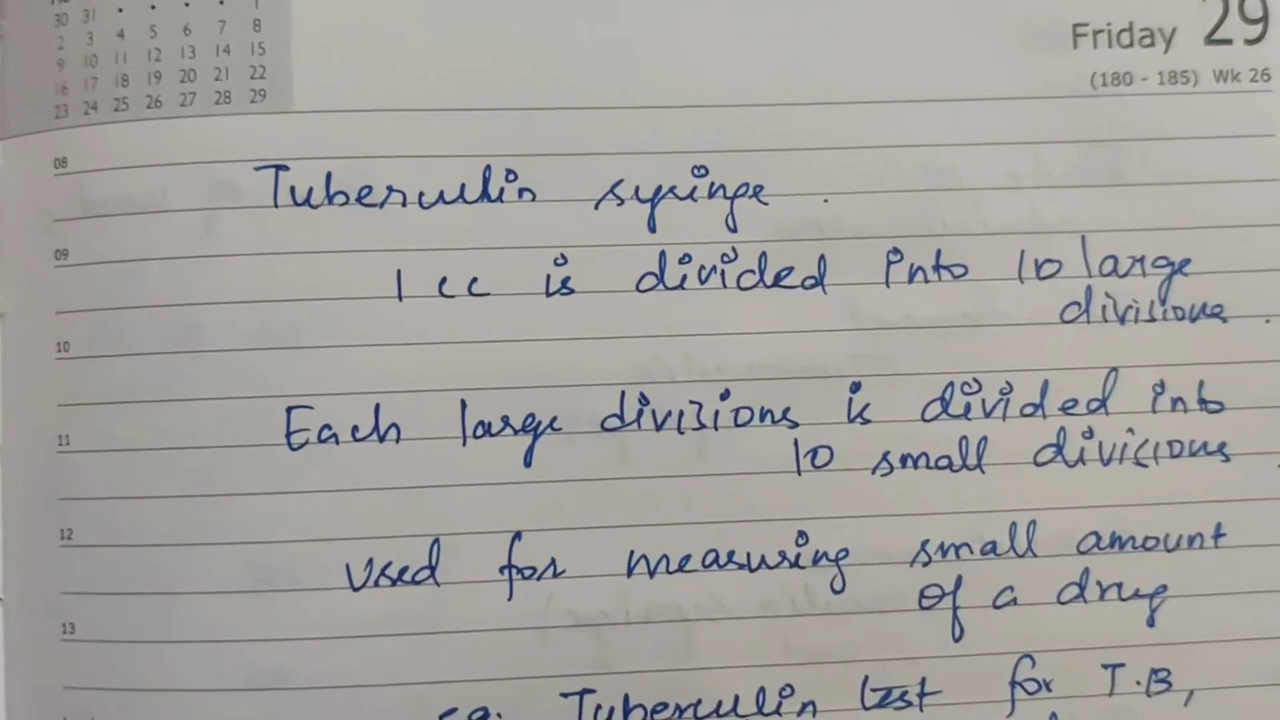 30 31 • • • • 1
2 3 4 5 6 7 8
9 10 11 12 13 14 15
16 17 18 19 20 21 22
23 24 25 26 27 28 29
Friday 29
(180 - 185) Wk 26
08
Tuberculin syringe .
09
1 cc is divided into 10 large
divisions .
10
11
Each large divisions is divided into
10 small divisions
12
used for measuring small amount
of a drug
13
eg. Tuberculin test for T.B,